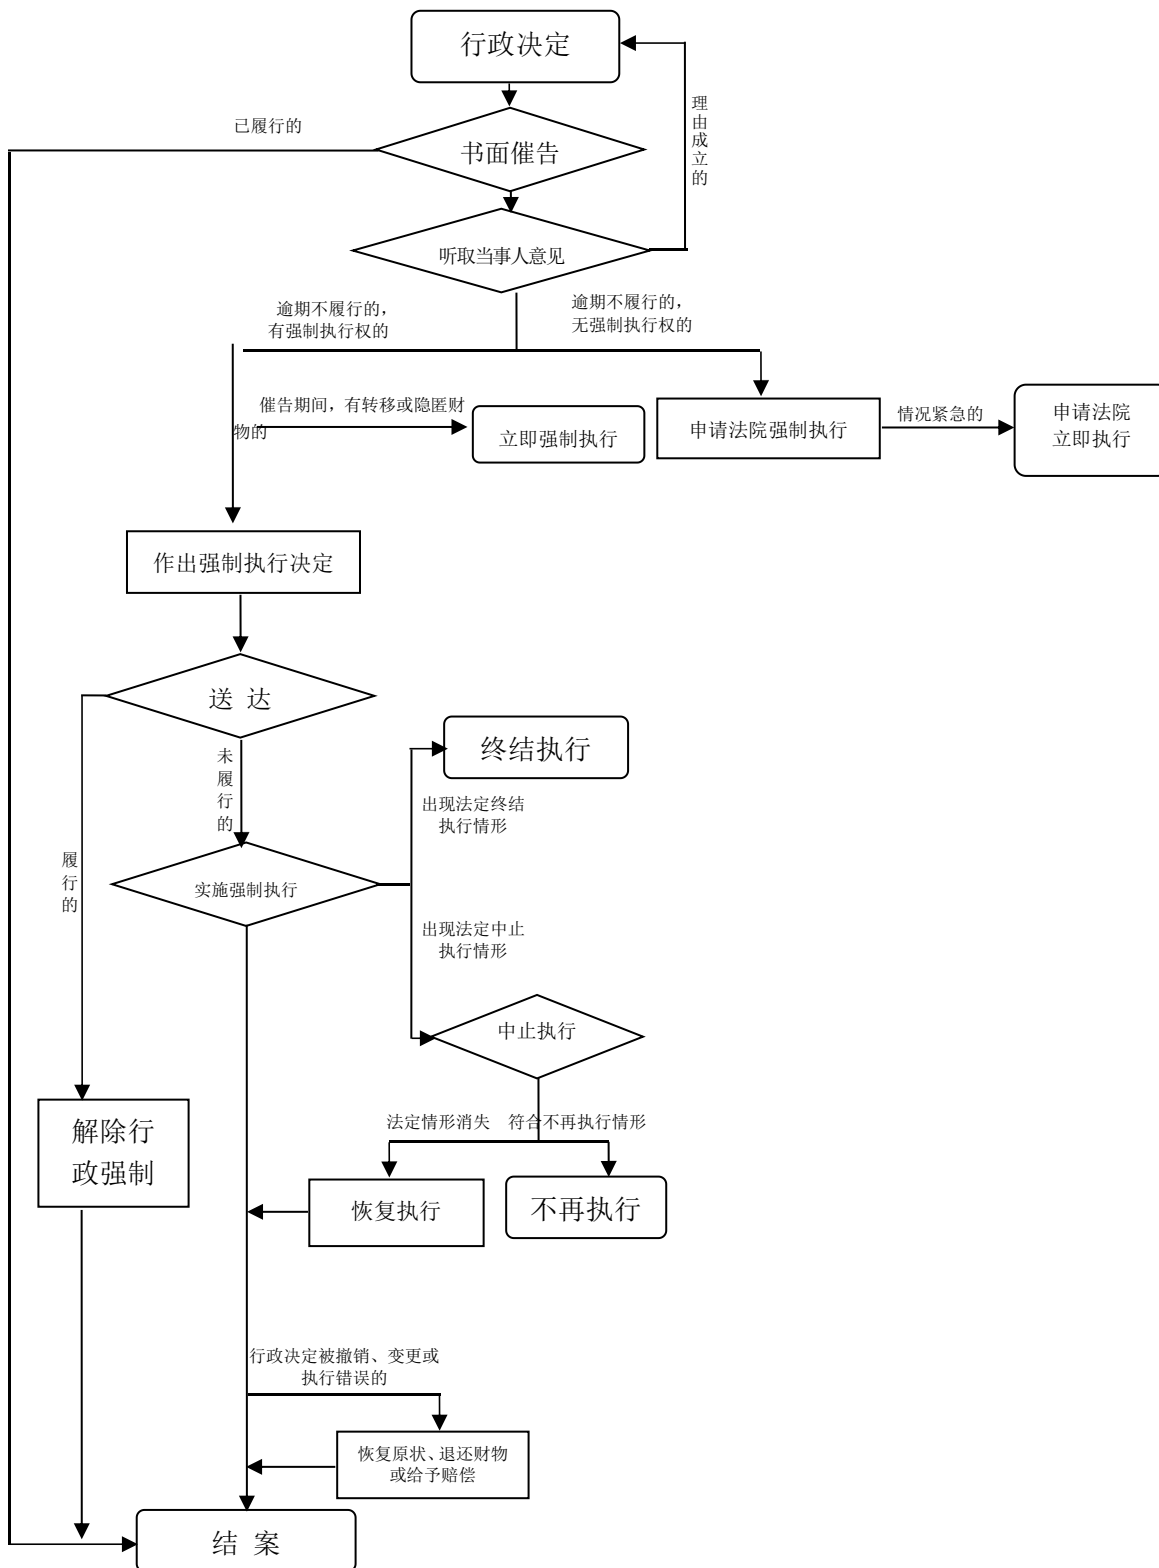 行政决定
已履行的
理由成立的
书面催告
听取当事人意见
逾期不履行的，
有强制执行权的
逾期不履行的，
无强制执行权的
催告期间，有转移或隐匿财
物的
立即强制执行
申请法院强制执行
情况紧急的
申请法院
立即执行
作出强制执行决定
送 达
未履行的
履行的
终结执行
出现法定终结
执行情形
实施强制执行
出现法定中止
执行情形
中止执行
法定情形消失
符合不再执行情形
解除行
政强制
恢复执行
不再执行
行政决定被撤销、变更或
执行错误的
恢复原状、退还财物
或给予赔偿
结 案